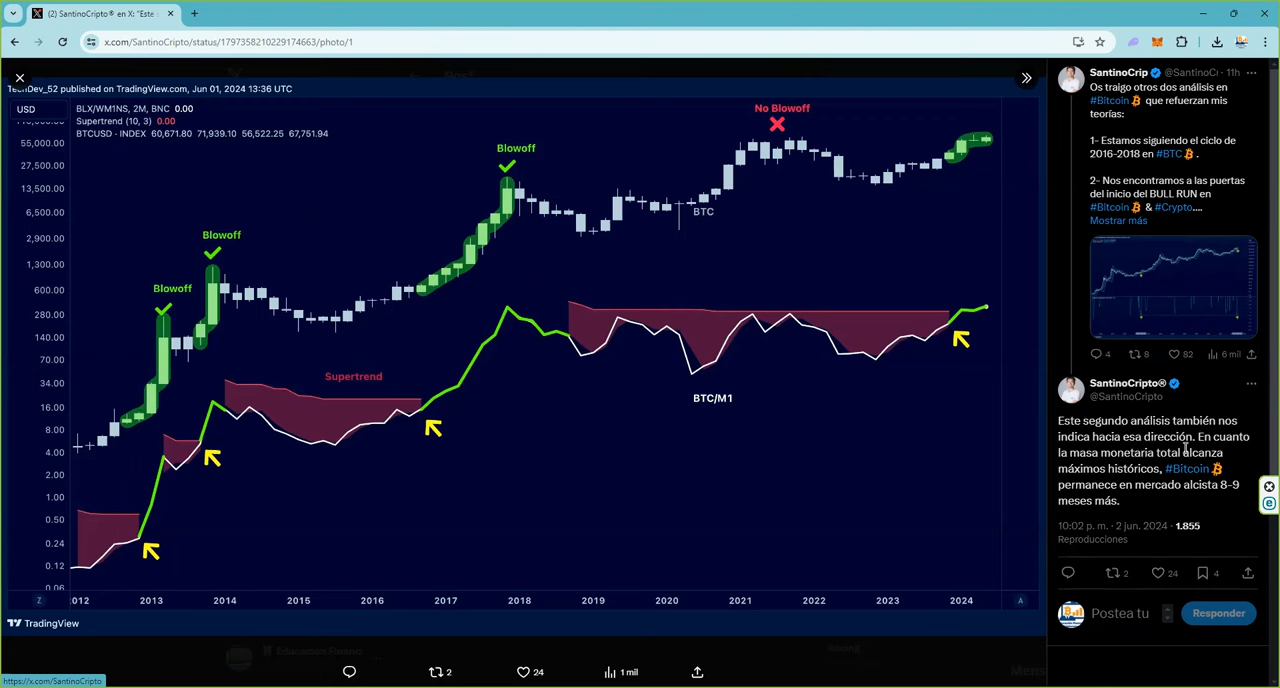 (2) SantinoCripto® en X: "Este s
x.com/SantinoCripto/status/1797358210229174663/photo/1
TechDev_52 published on TradingView.com, Jun 01, 2024 13:36 UTC
USD
BLX/WM1NS, 2M, BNC 0.00
Supertrend (10, 3) 0.00
BTCUSD · INDEX 60,671.80 71,939.10 56,522.25 67,751.94
55,000.00
27,500.00
13,500.00
6,500.00
2,900.00
1,300.00
600.00
280.00
140.00
70.00
34.00
16.00
8.00
4.00
2.00
1.00
0.50
0.24
0.12
0.06
Blowoff
Blowoff
Blowoff
No Blowoff
BTC
Supertrend
BTC/M1
2012
2013
2014
2015
2016
2017
2018
2019
2020
2021
2022
2023
2024
Z
A
TradingView
2
24
1 mil
https://x.com/SantinoCripto
SantinoCrip @SantinoCr · 11h
Os traigo otros dos análisis en
#Bitcoin que refuerzan mis
teorías:
1- Estamos siguiendo el ciclo de
2016-2018 en #BTC .
2- Nos encontramos a las puertas
del inicio del BULL RUN en
#Bitcoin & #Crypto....
Mostrar más
4
8
82
6 mil
SantinoCripto®
@SantinoCripto
Este segundo análisis también nos
indica hacia esa dirección. En cuanto
la masa monetaria total alcanza
máximos históricos, #Bitcoin
permanece en mercado alcista 8-9
meses más.
10:02 p. m. · 2 jun. 2024 · 1.855
Reproducciones
2
24
4
Postea tu
Responder